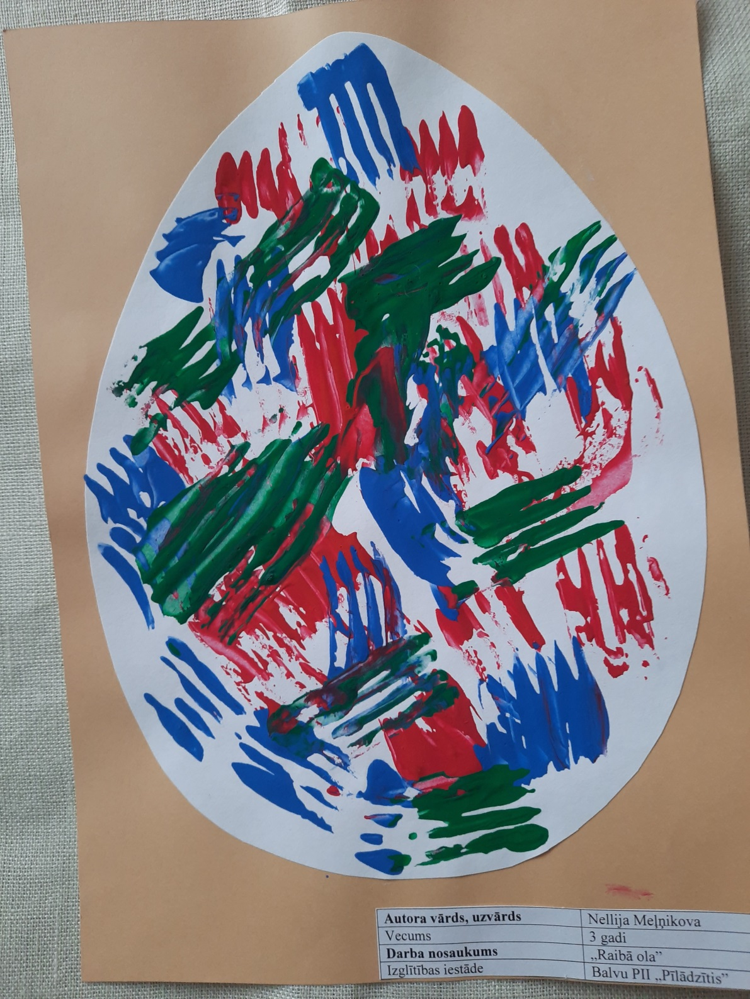 Autora vārds, uzvārds Nellija Meļņikova
Vecums 3 gadi
Darba nosaukums „Raibā ola”
Izglītības iestāde Balvu PII „Pīlādzītis”